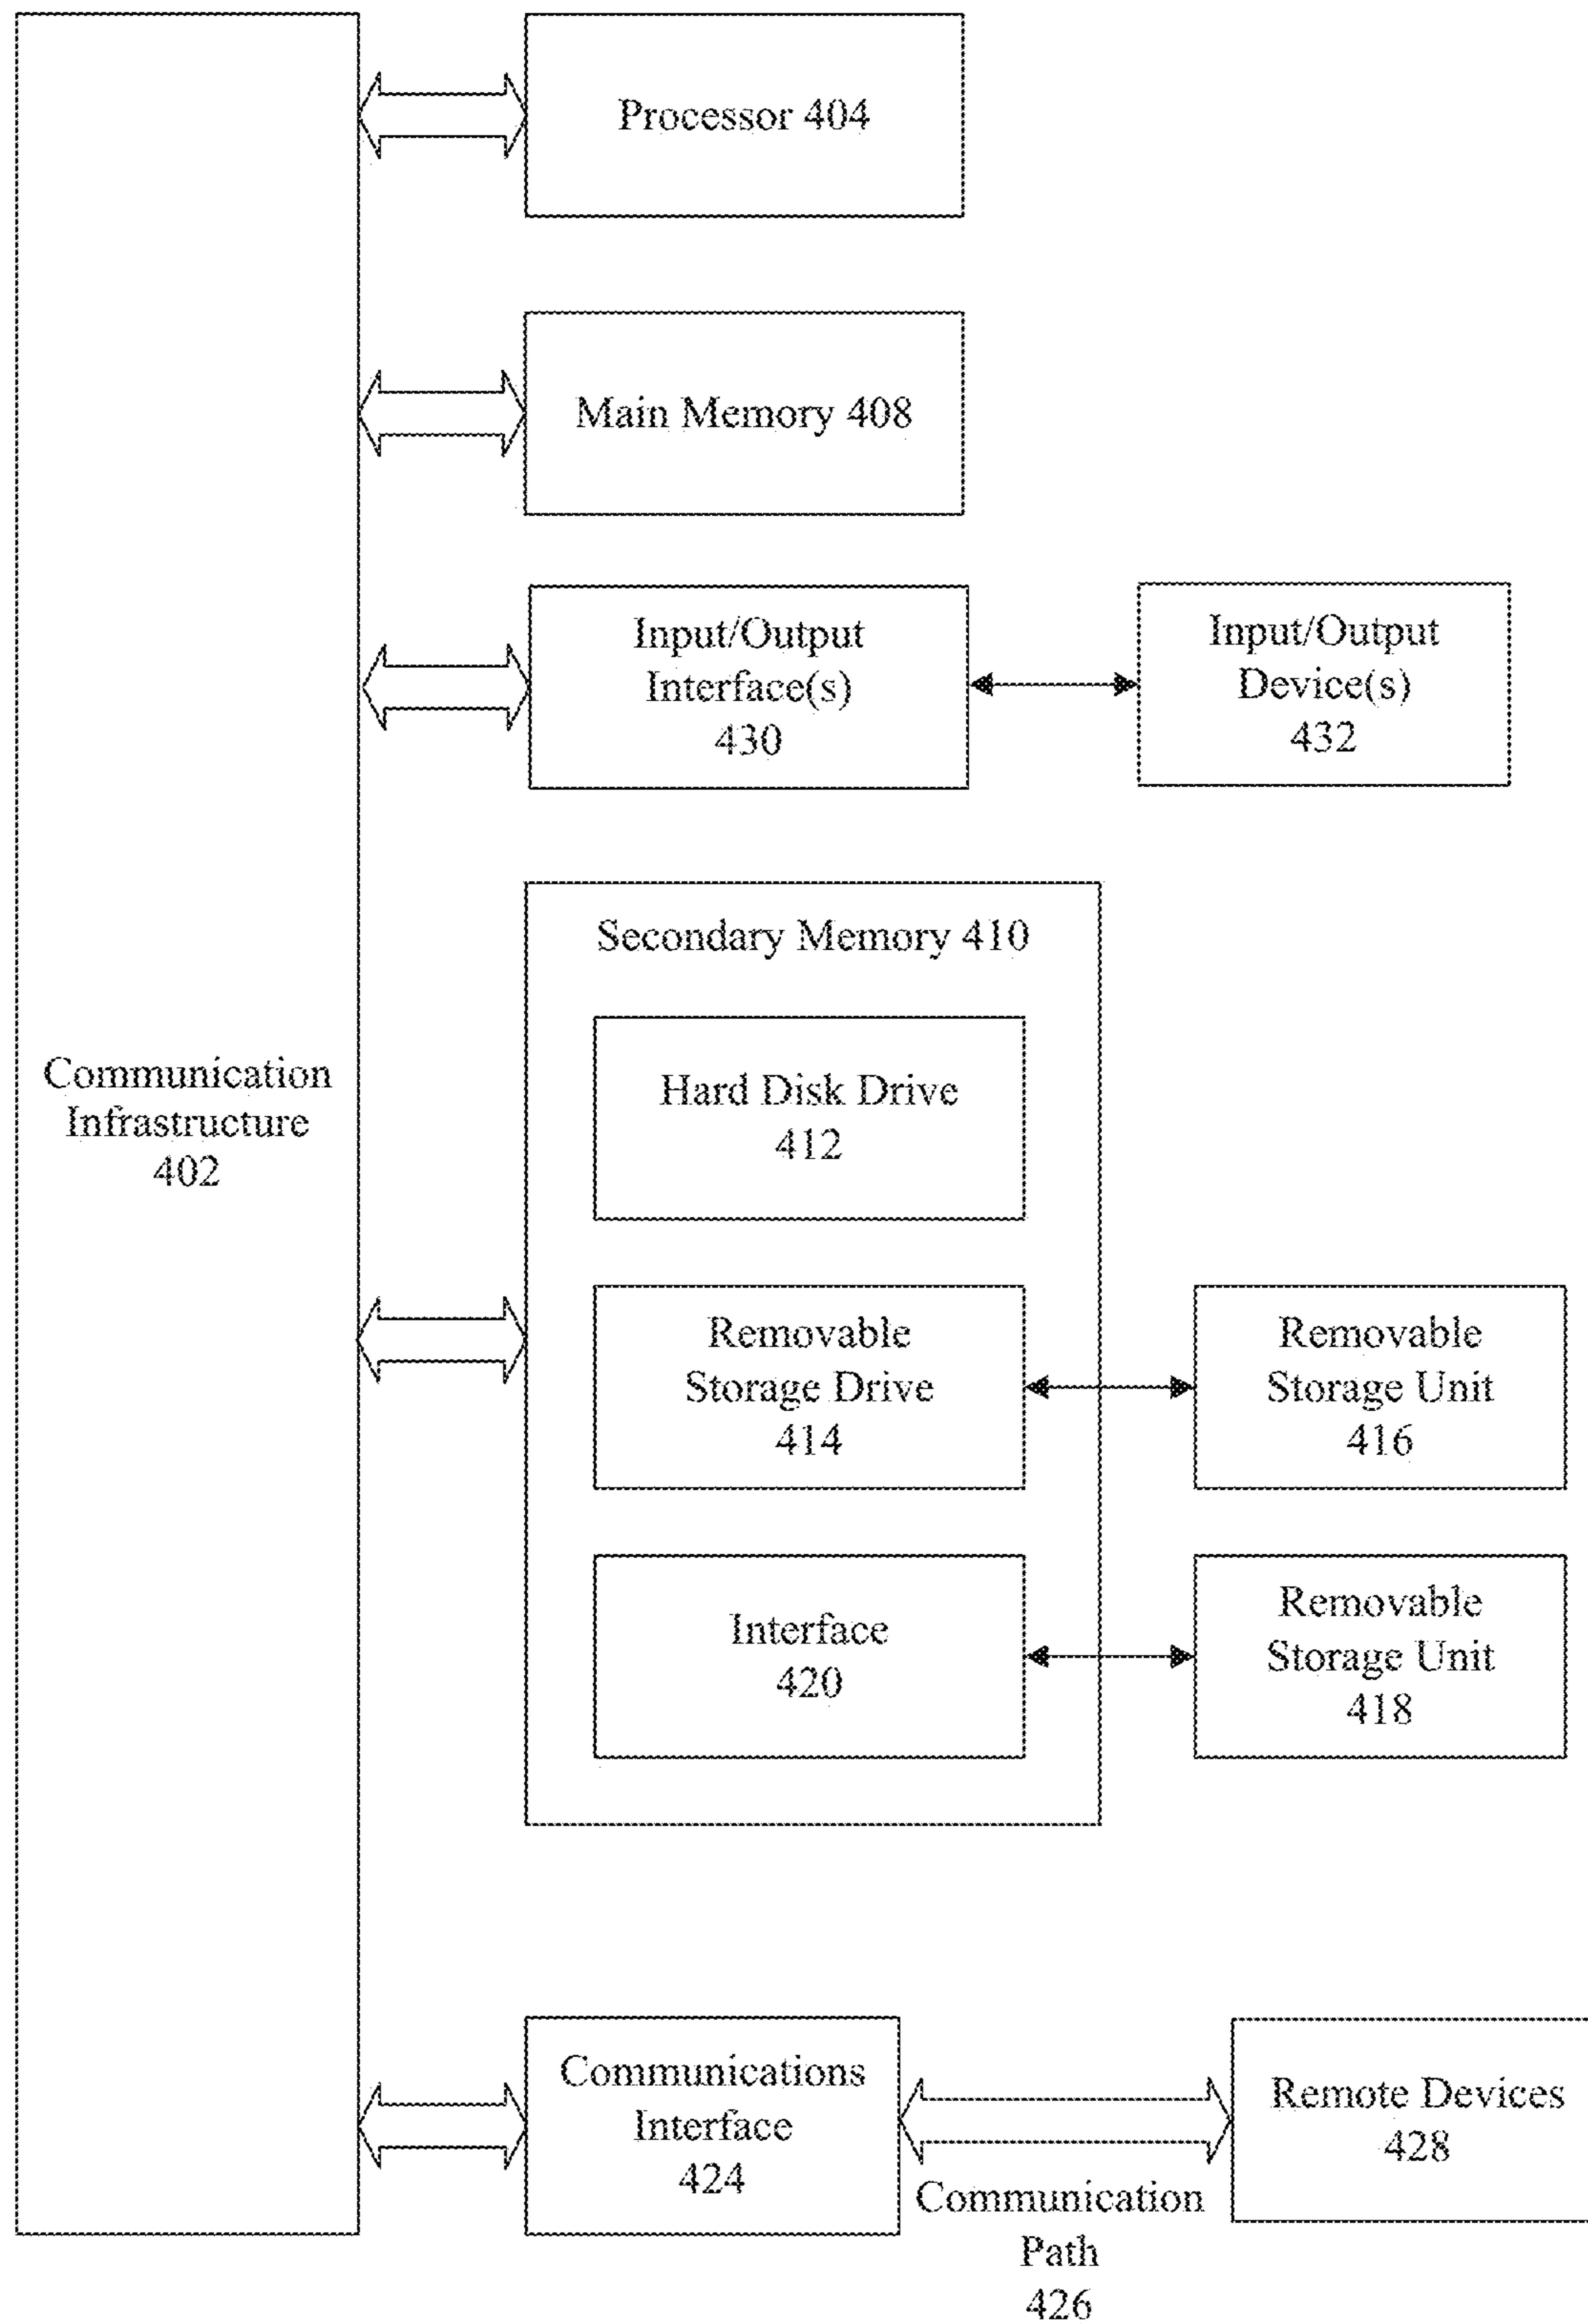 Processor 404
Main Memory 408
Input/Output
Interface(s)
430
Input/Output
Device(s)
432
Communication
Infrastructure
402
Secondary Memory 410
Hard Disk Drive
412
Removable
Storage Drive
414
Removable
Storage Unit
416
Interface
420
Removable
Storage Unit
418
Communications
Interface
424
Communication
Path
426
Remote Devices
428